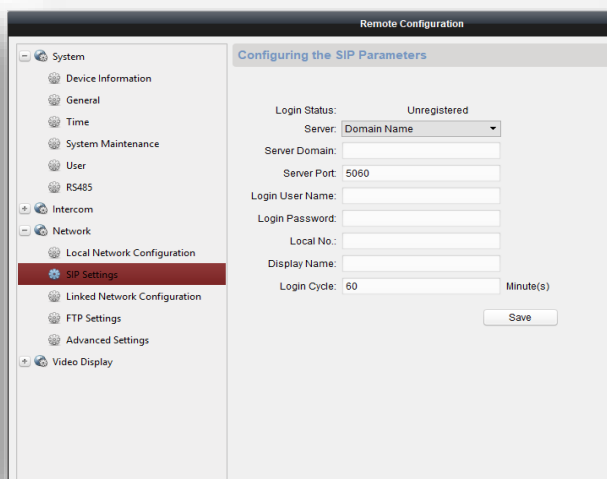 Remote Configuration
System
Device Information
General
Time
System Maintenance
User
RS485
Intercom
Network
Local Network Configuration
SIP Settings
Linked Network Configuration
FTP Settings
Advanced Settings
Video Display
Configuring the SIP Parameters
Login Status: Unregistered
Server: Domain Name
Server Domain:
Server Port: 5060
Login User Name:
Login Password:
Local No.:
Display Name:
Login Cycle: 60 Minute(s)
Save